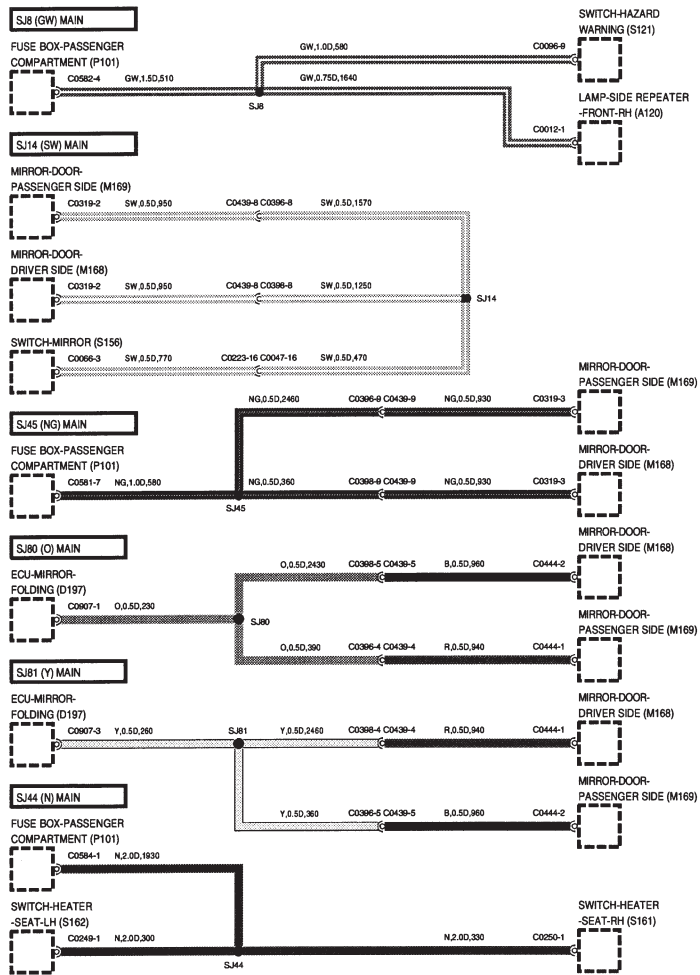 SJ8 (GW) MAIN
FUSE BOX-PASSENGER
COMPARTMENT (P101)
C0582-4 GW,1.5D,510
SJ8
GW,1.0D,580 C0096-9
SWITCH-HAZARD
WARNING (S121)
GW,0.75D,1640
C0012-1
LAMP-SIDE REPEATER
-FRONT-RH (A120)
SJ14 (SW) MAIN
MIRROR-DOOR-
PASSENGER SIDE (M169)
C0319-2 SW,0.5D,950 C0439-8 C0396-8 SW,0.5D,1570
MIRROR-DOOR-
DRIVER SIDE (M168)
C0319-2 SW,0.5D,950 C0439-8 C0398-8 SW,0.5D,1250
SJ14
SWITCH-MIRROR (S156)
C0066-3 SW,0.5D,770 C0223-16 C0047-16 SW,0.5D,470
SJ45 (NG) MAIN
FUSE BOX-PASSENGER
COMPARTMENT (P101)
C0581-7 NG,1.0D,580
SJ45
NG,0.5D,2460 C0396-9 C0439-9 NG,0.5D,930 C0319-3
MIRROR-DOOR-
PASSENGER SIDE (M169)
NG,0.5D,360 C0398-9 C0439-9 NG,0.5D,930 C0319-3
MIRROR-DOOR-
DRIVER SIDE (M168)
SJ80 (O) MAIN
ECU-MIRROR-
FOLDING (D197)
C0907-1 O,0.5D,230
SJ80
O,0.5D,2430 C0398-5 C0439-5 B,0.5D,960 C0444-2
MIRROR-DOOR-
DRIVER SIDE (M168)
O,0.5D,390 C0396-4 C0439-4 R,0.5D,940 C0444-1
MIRROR-DOOR-
PASSENGER SIDE (M169)
SJ81 (Y) MAIN
ECU-MIRROR-
FOLDING (D197)
C0907-3 Y,0.5D,260
SJ81
Y,0.5D,2460 C0398-4 C0439-4 R,0.5D,940 C0444-1
MIRROR-DOOR-
DRIVER SIDE (M168)
Y,0.5D,360 C0396-5 C0439-5 B,0.5D,960 C0444-2
MIRROR-DOOR-
PASSENGER SIDE (M169)
SJ44 (N) MAIN
FUSE BOX-PASSENGER
COMPARTMENT (P101)
C0584-1 N,2.0D,1930
SWITCH-HEATER
-SEAT-LH (S162)
C0249-1 N,2.0D,300
SJ44
N,2.0D,330 C0250-1
SWITCH-HEATER
-SEAT-RH (S161)